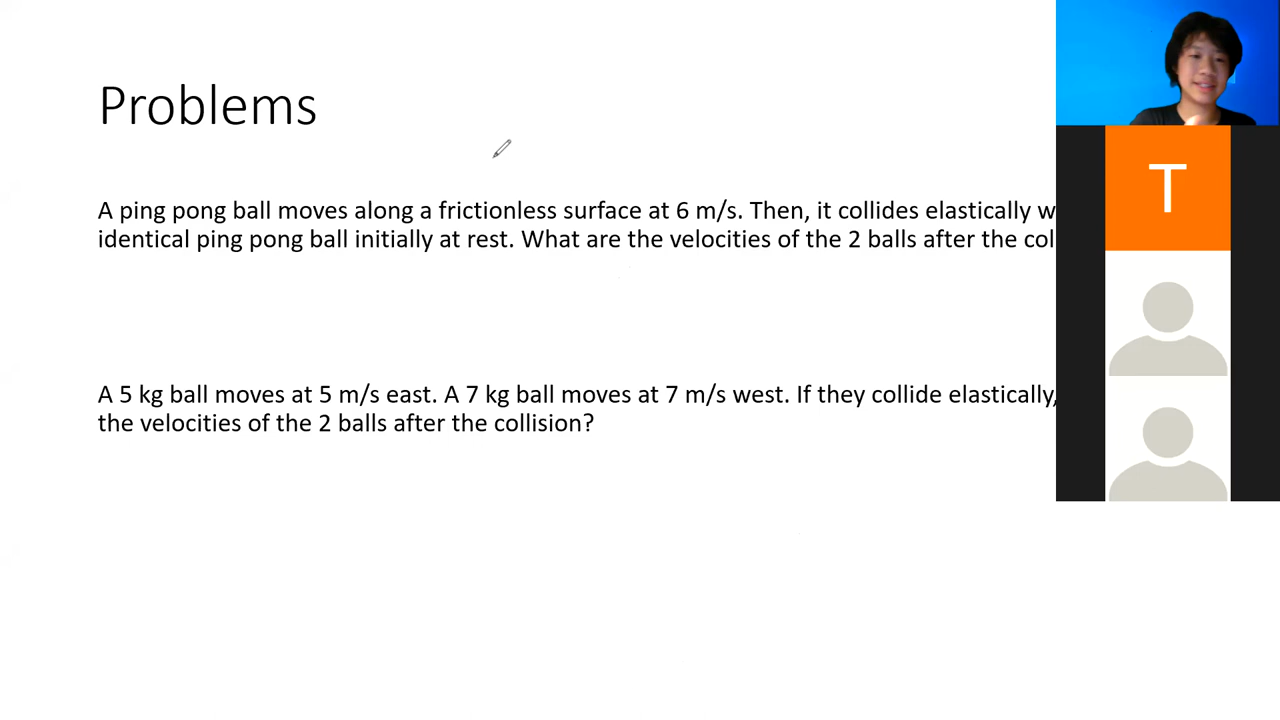 Problems
A ping pong ball moves along a frictionless surface at 6 m/s. Then, it collides elastically
identical ping pong ball initially at rest. What are the velocities of the 2 balls after the
A 5 kg ball moves at 5 m/s east. A 7 kg ball moves at 7 m/s west. If they collide elastically,
the velocities of the 2 balls after the collision?
T